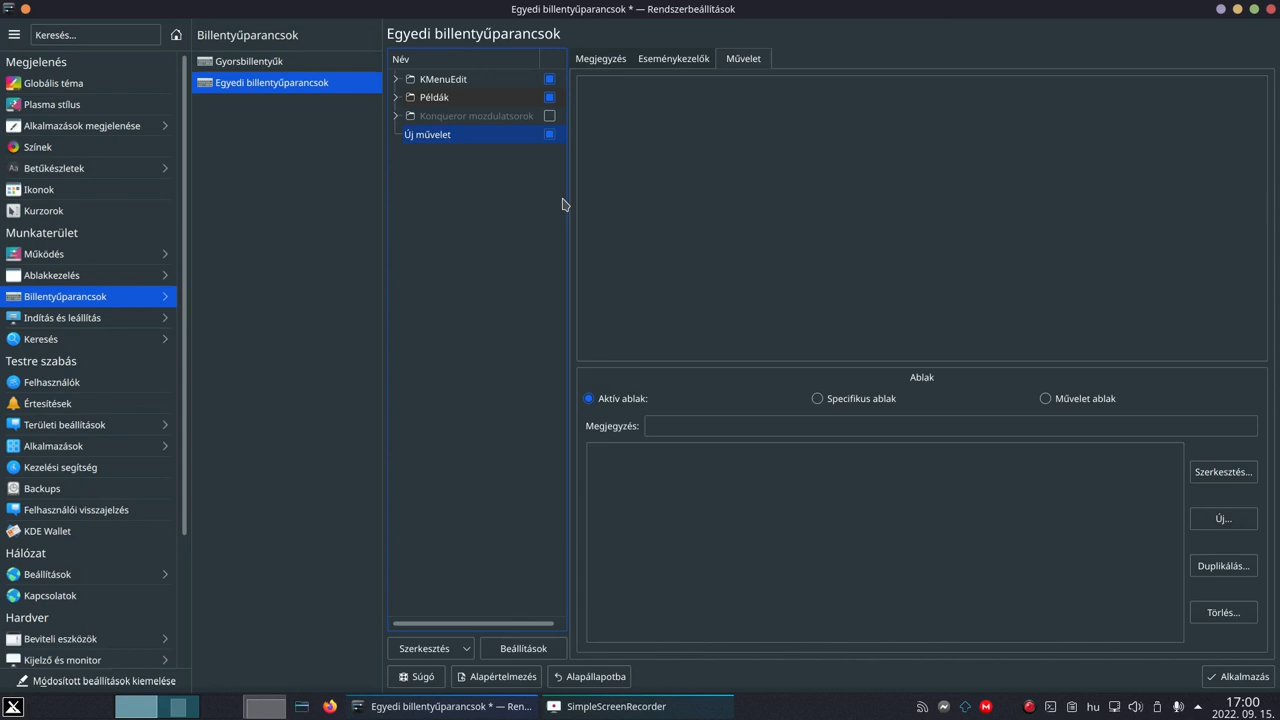 Egyedi billentyűparancsok * — Rendszerbeállítások
Keresés...
Megjelenés
Globális téma
Plasma stílus
Alkalmazások megjelenése
Színek
Aa Betűkészletek
Ikonok
Kurzorok
Munkaterület
Működés
Ablakkezelés
Billentyűparancsok
Indítás és leállítás
Keresés
Testre szabás
Felhasználók
Értesítések
Területi beállítások
Alkalmazások
Kezelési segítség
Backups
Felhasználói visszajelzés
KDE Wallet
Hálózat
Beállítások
Kapcsolatok
Hardver
Beviteli eszközök
Kijelző és monitor
Módosított beállítások kiemelése
Billentyűparancsok
Gyorsbillentyűk
Egyedi billentyűparancsok
Egyedi billentyűparancsok
Név
KMenuEdit
Példák
Konqueror mozdulatsorok
Új művelet
Szerkesztés
Beállítások
Megjegyzés Eseménykezelők Művelet
Ablak
Aktív ablak: Specifikus ablak Művelet ablak
Megjegyzés:
Szerkesztés...
Új...
Duplikálás...
Törlés...
Súgó Alapértelmezés Alapállapotba Alkalmazás
Egyedi billentyűparancsok * — Ren...
SimpleScreenRecorder
hu
17:00
2022. 09. 15.